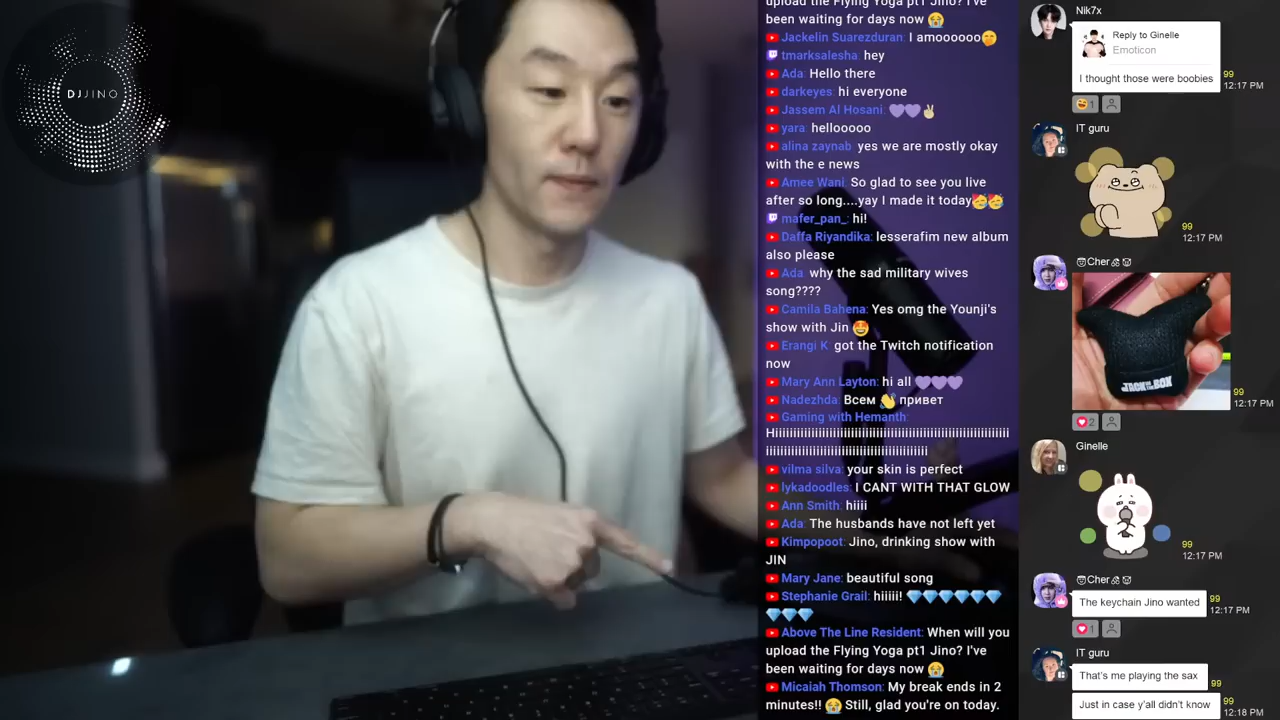 DJJINO
upload the Flying Yoga pt1 Jino? I've
been waiting for days now 😭
Jackelin Suarezduran: I amoooooo🤭
tmarksalesha: hey
Ada: Hello there
darkeyes: hi everyone
Jassem Al Hosani: 💜💜✌🏻
yara: hellooooo
alina zaynab: yes we are mostly okay
with the e news
Amee Wani: So glad to see you live
after so long....yay I made it today🥳🥳
mafer_pan_: hi!
Daffa Riyandika: lesserafim new album
also please
Ada: why the sad military wives
song????
Camila Bahena: Yes omg the Younji's
show with Jin 🤩
Erangi K: got the Twitch notification
now
Mary Ann Layton: hi all 💜💜💜
Nadezhda: Всем 👋 привет
Gaming with Hemanth:
vilma silva: your skin is perfect
lykadoodles: I CANT WITH THAT GLOW
Ann Smith: hiiii
Ada: The husbands have not left yet
Kimpopoot: Jino, drinking show with
JIN
Mary Jane: beautiful song
Stephanie Grail: hiiiii! 💎💎💎💎💎💎
💎💎💎
Above The Line Resident: When will you
upload the Flying Yoga pt1 Jino? I've
been waiting for days now 😭
Micaiah Thomson: My break ends in 2
minutes!! 😭 Still, glad you're on today.
Nik7x
Reply to Ginelle
Emoticon
I thought those were boobies
99
12:17 PM
1
IT guru
99
12:17 PM
Cher
JACK IN THE BOX
99
12:17 PM
2
Ginelle
99
12:17 PM
Cher
The keychain Jino wanted
99
12:17 PM
1
IT guru
That's me playing the sax
99
Just in case y'all didn't know
99
12:18 PM